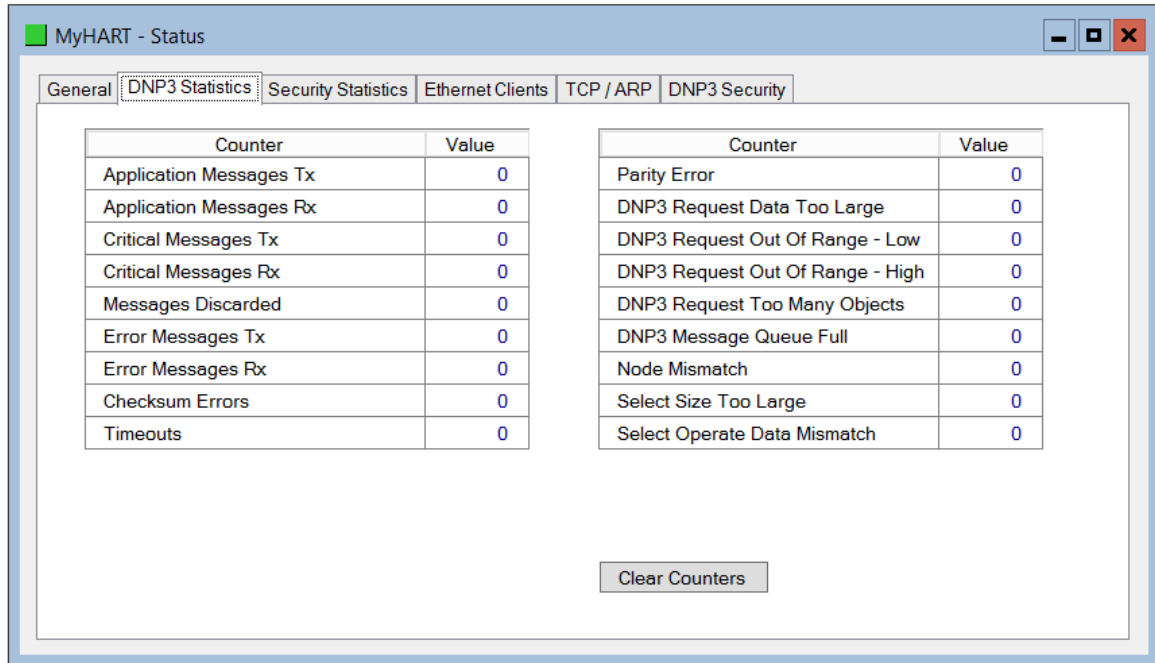 MyHART - Status
General DNP3 Statistics Security Statistics Ethernet Clients TCP / ARP DNP3 Security
Counter Value
Application Messages Tx 0
Application Messages Rx 0
Critical Messages Tx 0
Critical Messages Rx 0
Messages Discarded 0
Error Messages Tx 0
Error Messages Rx 0
Checksum Errors 0
Timeouts 0
Counter Value
Parity Error 0
DNP3 Request Data Too Large 0
DNP3 Request Out Of Range - Low 0
DNP3 Request Out Of Range - High 0
DNP3 Request Too Many Objects 0
DNP3 Message Queue Full 0
Node Mismatch 0
Select Size Too Large 0
Select Operate Data Mismatch 0
Clear Counters